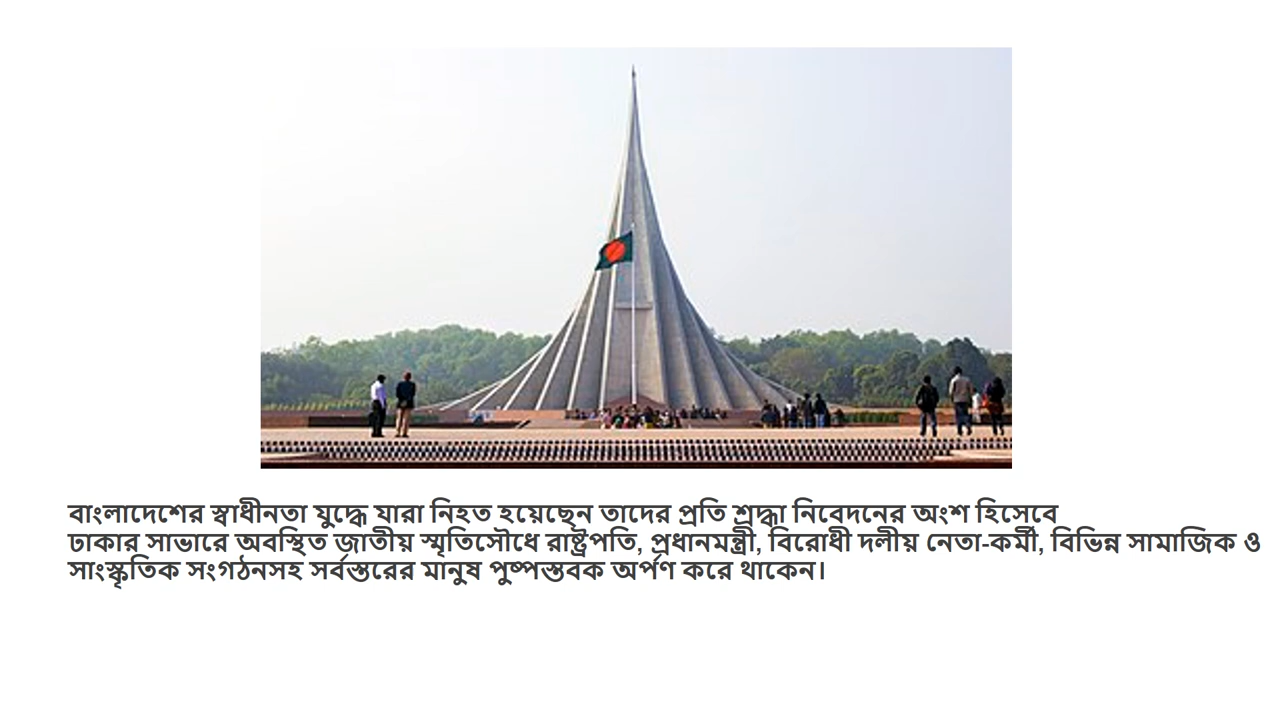 বাংলাদেশের স্বাধীনতা যুদ্ধে যারা নিহত হয়েছেন তাদের প্রতি শ্রদ্ধা নিবেদনের অংশ হিসেবে
ঢাকার সাভারে অবস্থিত জাতীয় স্মৃতিসৌধে রাষ্ট্রপতি, প্রধানমন্ত্রী, বিরোধী দলীয় নেতা-কর্মী, বিভিন্ন সামাজিক ও
সাংস্কৃতিক সংগঠনসহ সর্বস্তরের মানুষ পুষ্পস্তবক অর্পণ করে থাকেন।